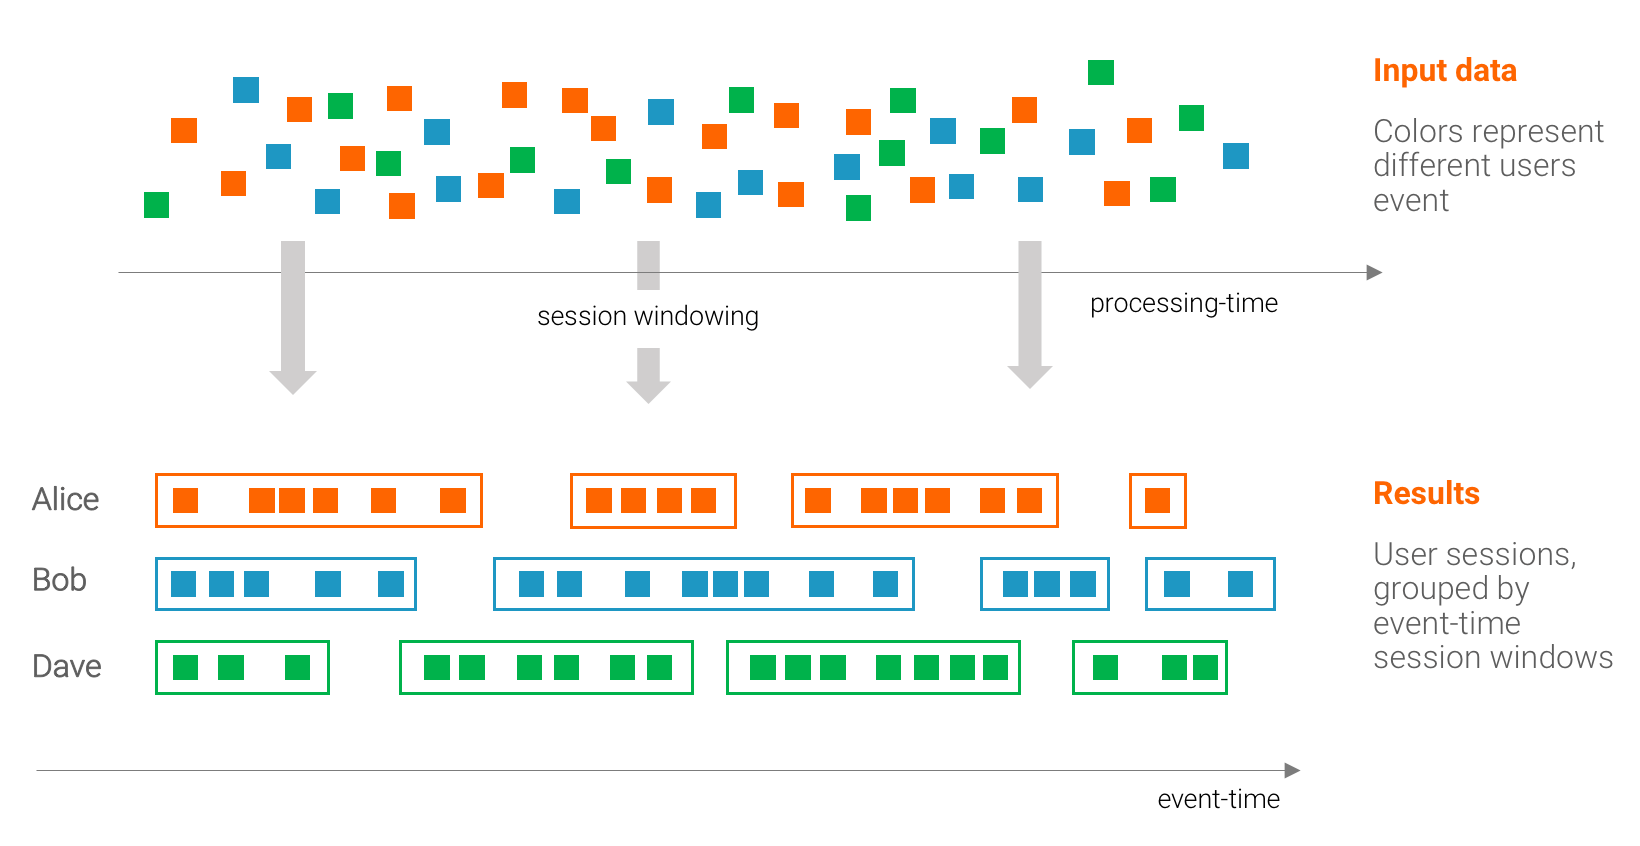 Input data
Colors represent
different users
event
processing-time
session windowing
Alice
Bob
Dave
Results
User sessions,
grouped by
event-time
session windows
event-time